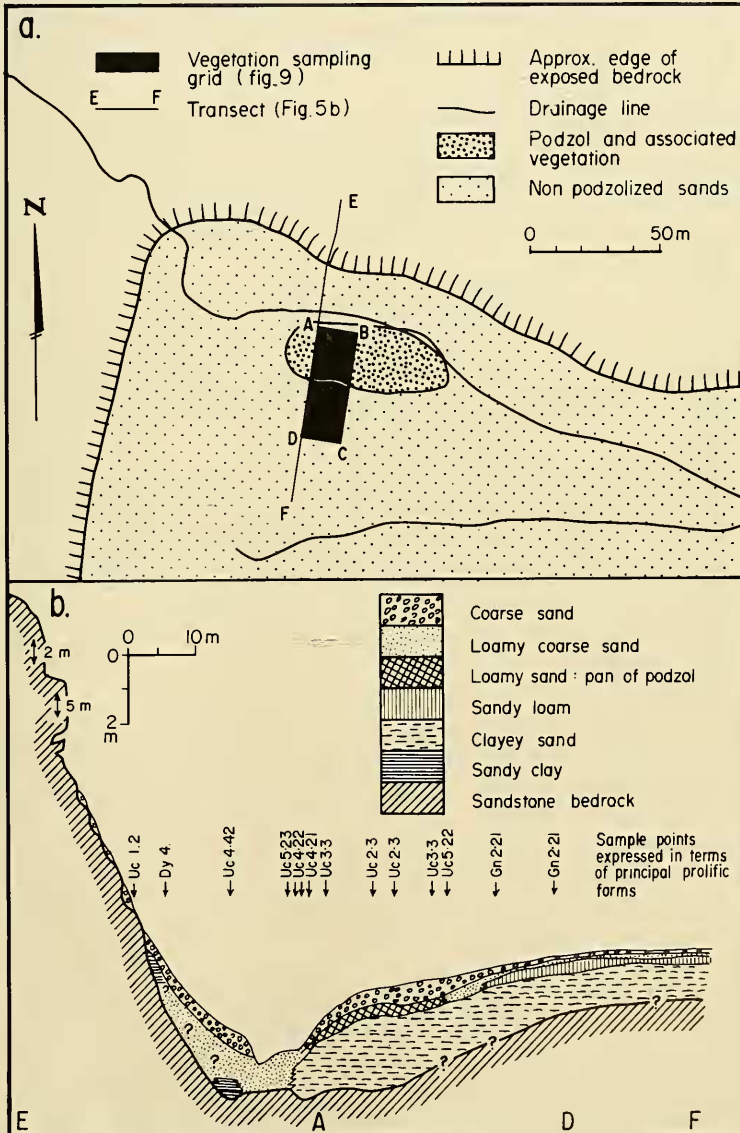 a.
Vegetation sampling
grid (fig. 9)
E F
Transect (Fig. 5b)
Approx. edge of
exposed bedrock
Drainage line
Podzol and associated
vegetation
Non podzolized sands
0 50m
N
E
A
B
D
C
F
b.
0 10 m
2 m
0
5 m
2
m
Coarse sand
Loamy coarse sand
Loamy sand : pan of podzol
Sandy loam
Clayey sand
Sandy clay
Sandstone bedrock
Uc 1·2
Dy 4.
Uc 4·42
Uc 5·23
Uc 4·22
Uc 4·21
Uc 3·3
Uc 2·3
Uc 2·3
Uc 3·3
Uc 5·22
Gn 2·21
Gn 2·21
Sample points
expressed in terms
of principal prolific
forms
?
?
?
?
?
?
E A D F